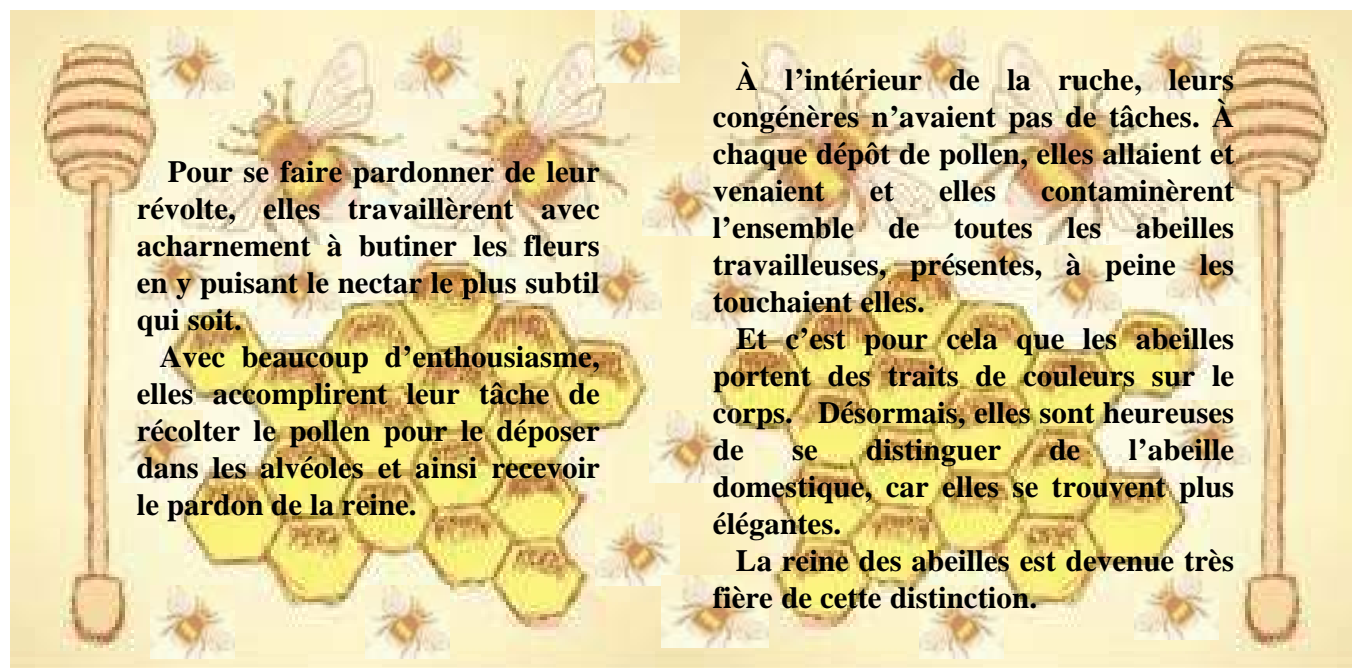 Pour se faire pardonner de leur
révolte, elles travaillèrent avec
acharnement à butiner les fleurs
en y puisant le nectar le plus subtil
qui soit.
Avec beaucoup d’enthousiasme,
elles accomplirent leur tâche de
récolter le pollen pour le déposer
dans les alvéoles et ainsi recevoir
le pardon de la reine.
À l’intérieur de la ruche, leurs
congénères n’avaient pas de tâches. À
chaque dépôt de pollen, elles allaient et
venaient et elles contaminèrent
l’ensemble de toutes les abeilles
travailleuses, présentes, à peine les
touchaient elles.
Et c’est pour cela que les abeilles
portent des traits de couleurs sur le
corps. Désormais, elles sont heureuses
de se distinguer de l’abeille
domestique, car elles se trouvent plus
élégantes.
La reine des abeilles est devenue très
fière de cette distinction.